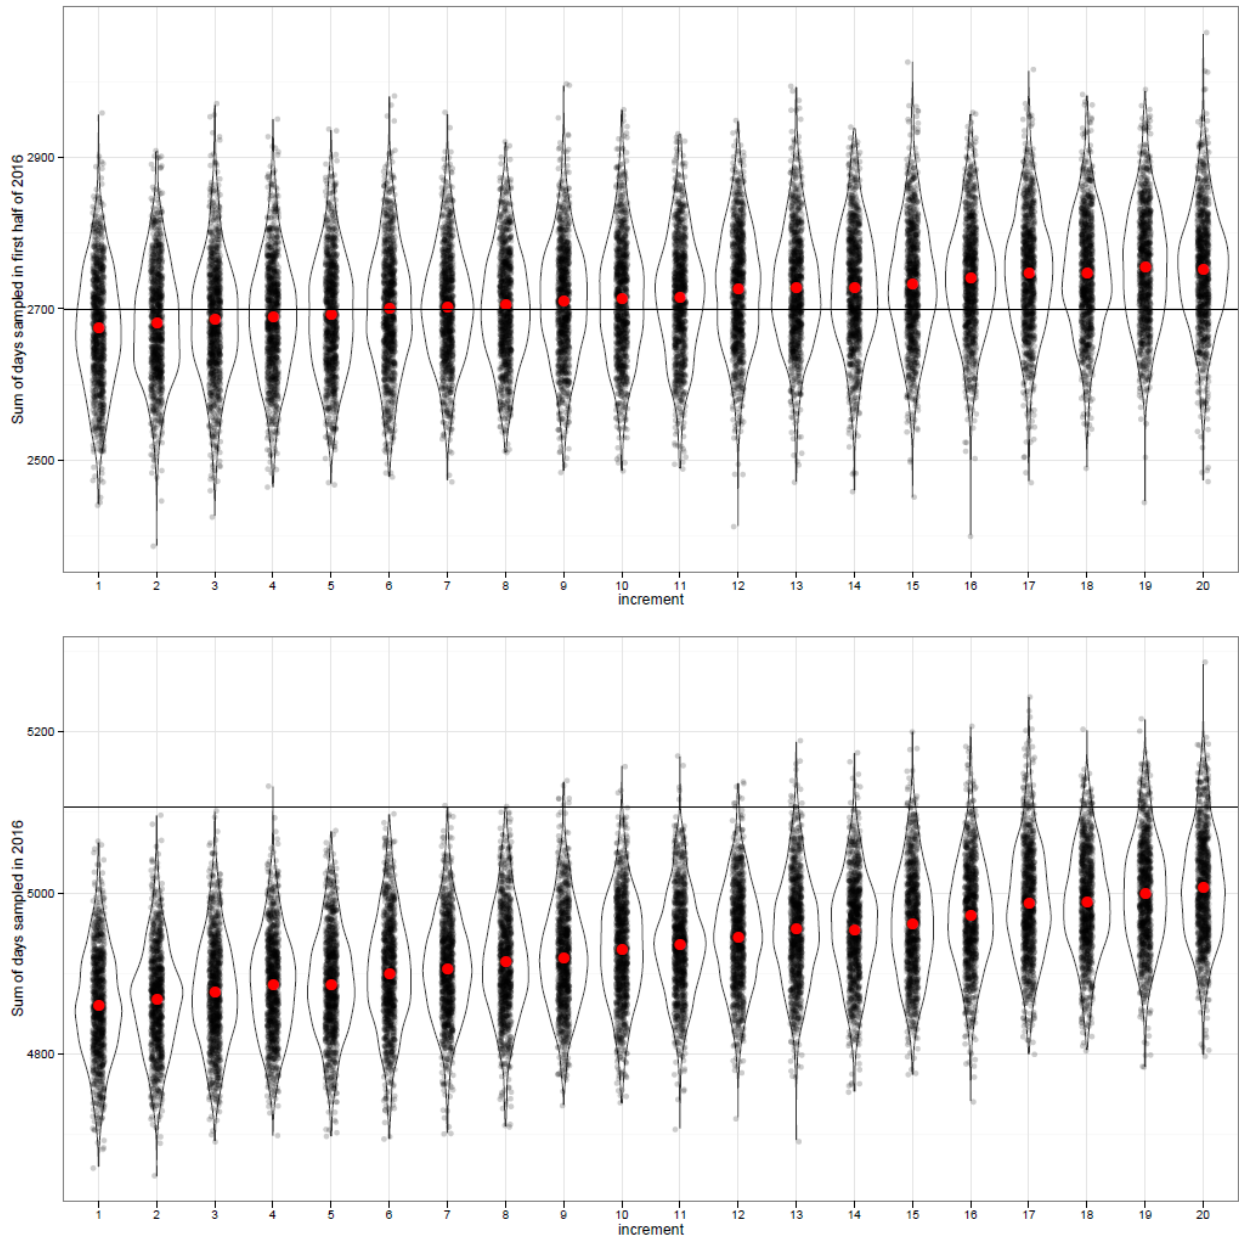 Sum of days sampled in first half of 2016
2900
2700
2500
1 2 3 4 5 6 7 8 9 10 11 12 13 14 15 16 17 18 19 20
increment
Sum of days sampled in 2016
5200
5000
4800
1 2 3 4 5 6 7 8 9 10 11 12 13 14 15 16 17 18 19 20
increment